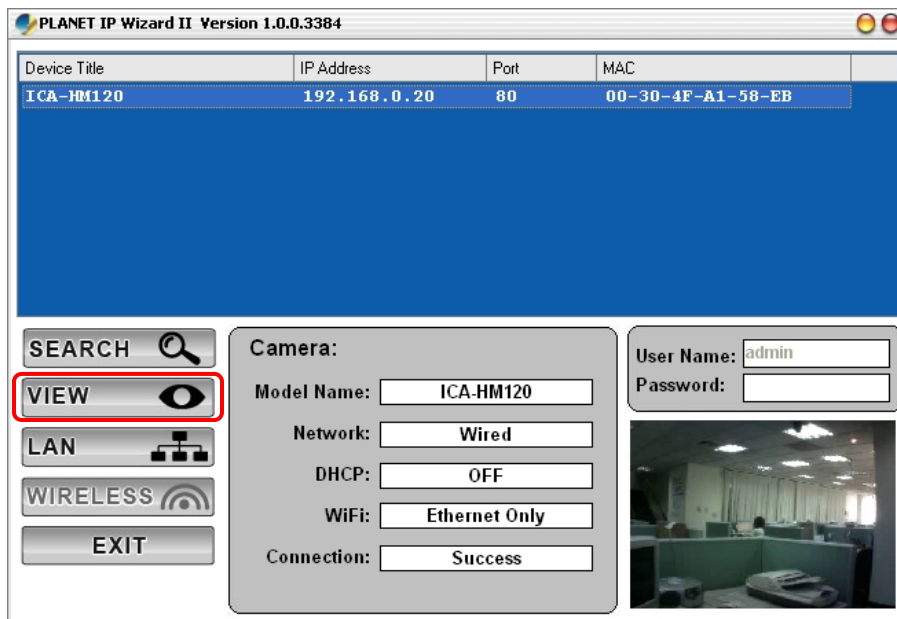 PLANET IP Wizard II Version 1.0.0.3384
Device Title IP Address Port MAC
ICA-HM120 192.168.0.20 80 00-30-4F-A1-58-EB
SEARCH
VIEW
LAN
WIRELESS
EXIT
Camera:
Model Name: ICA-HM120
Network: Wired
DHCP: OFF
WiFi: Ethernet Only
Connection: Success
User Name: admin
Password: